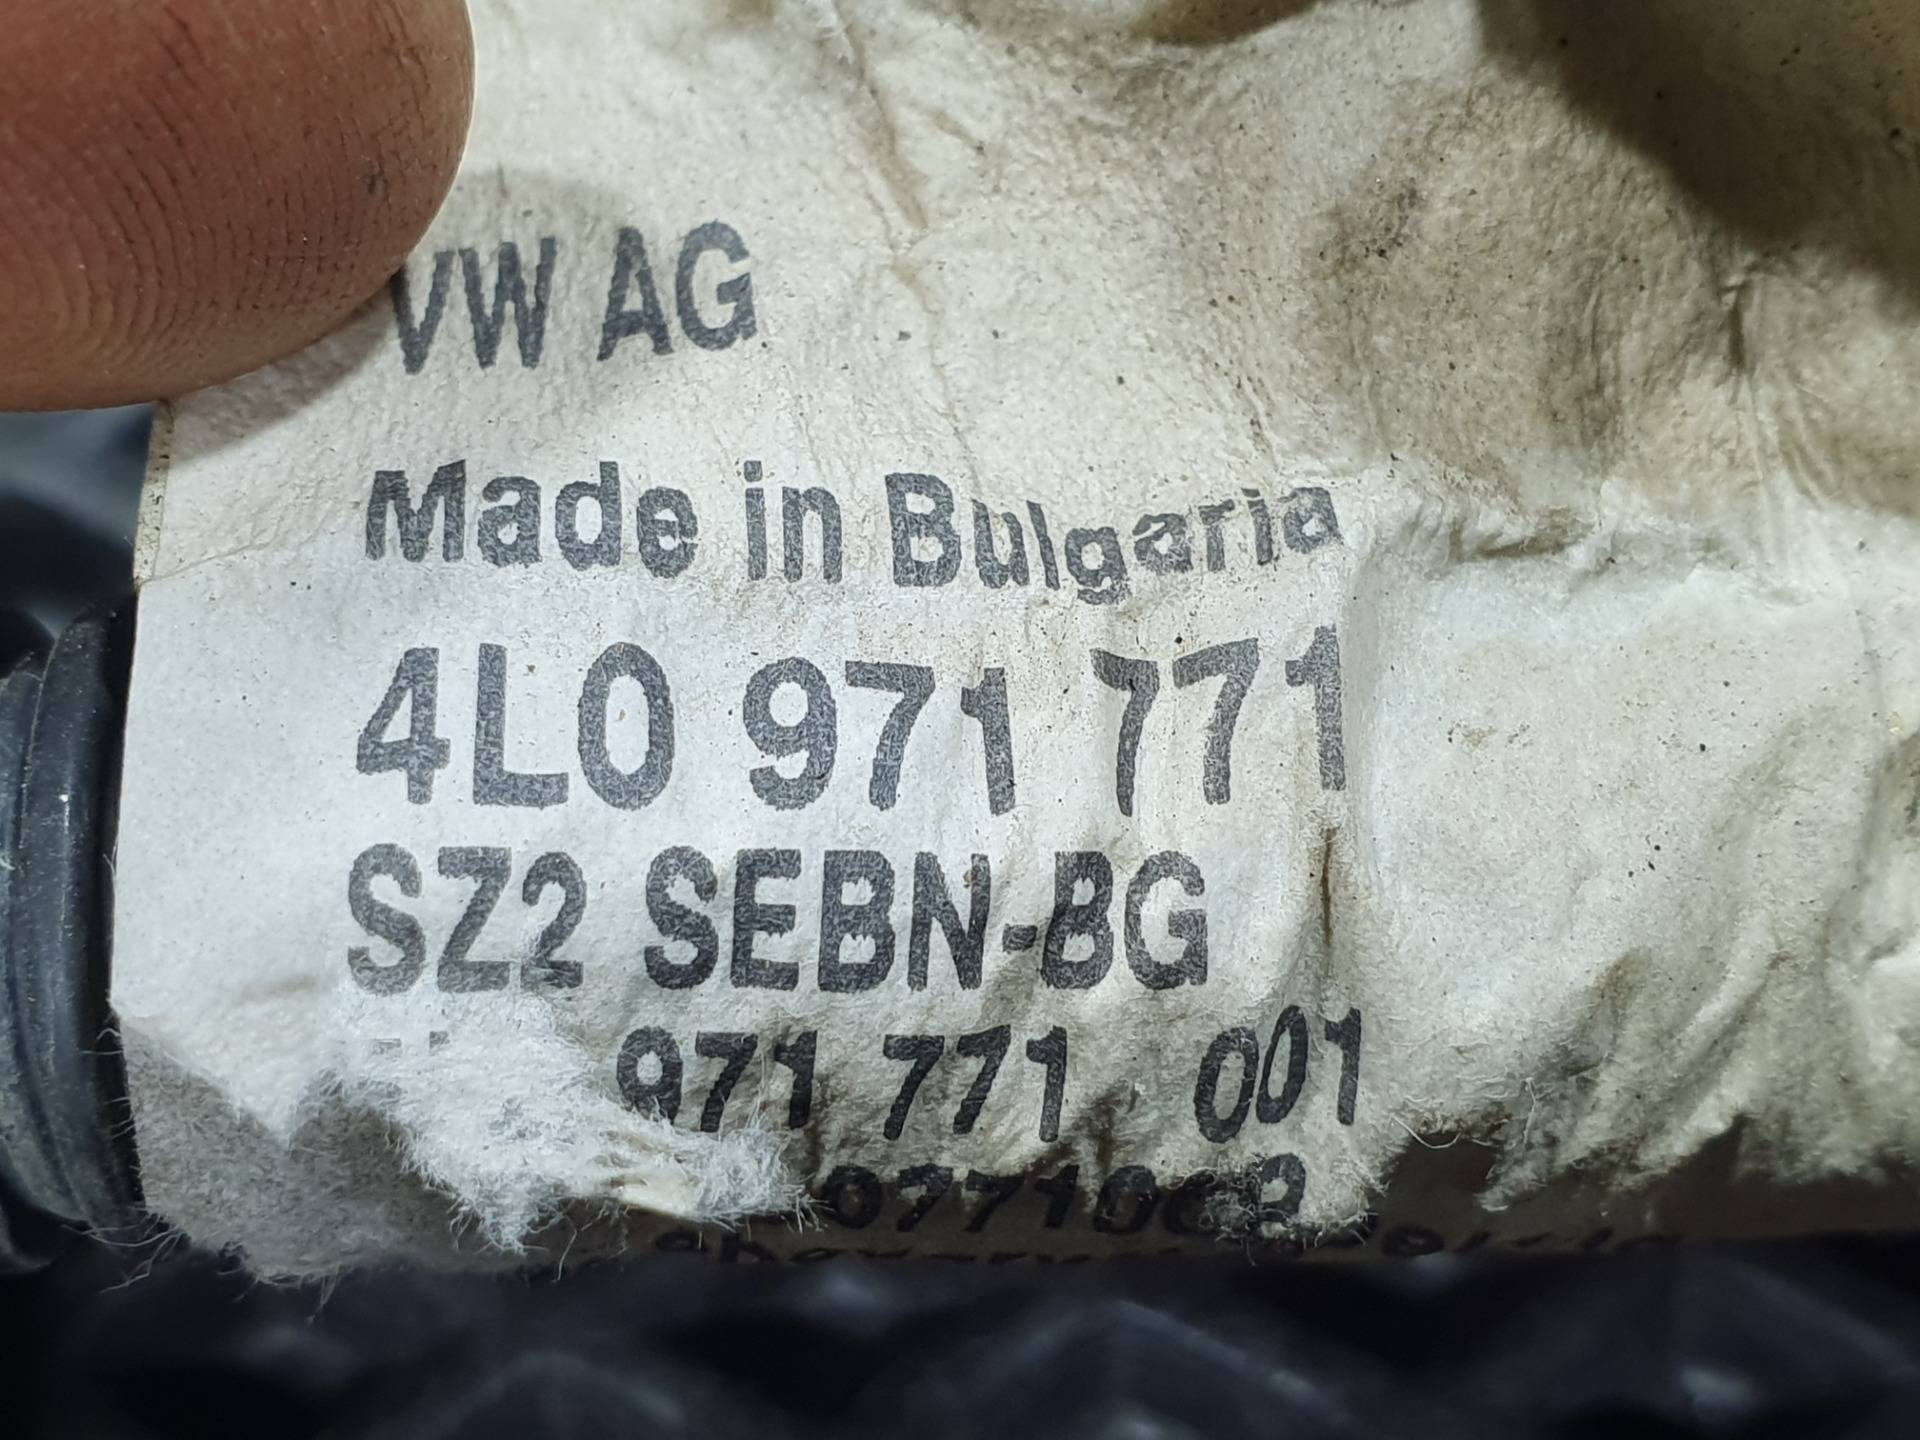 VW AG
Made in Bulgaria
4L0 971 771
SZ2 SEBN-BG
971 771 001